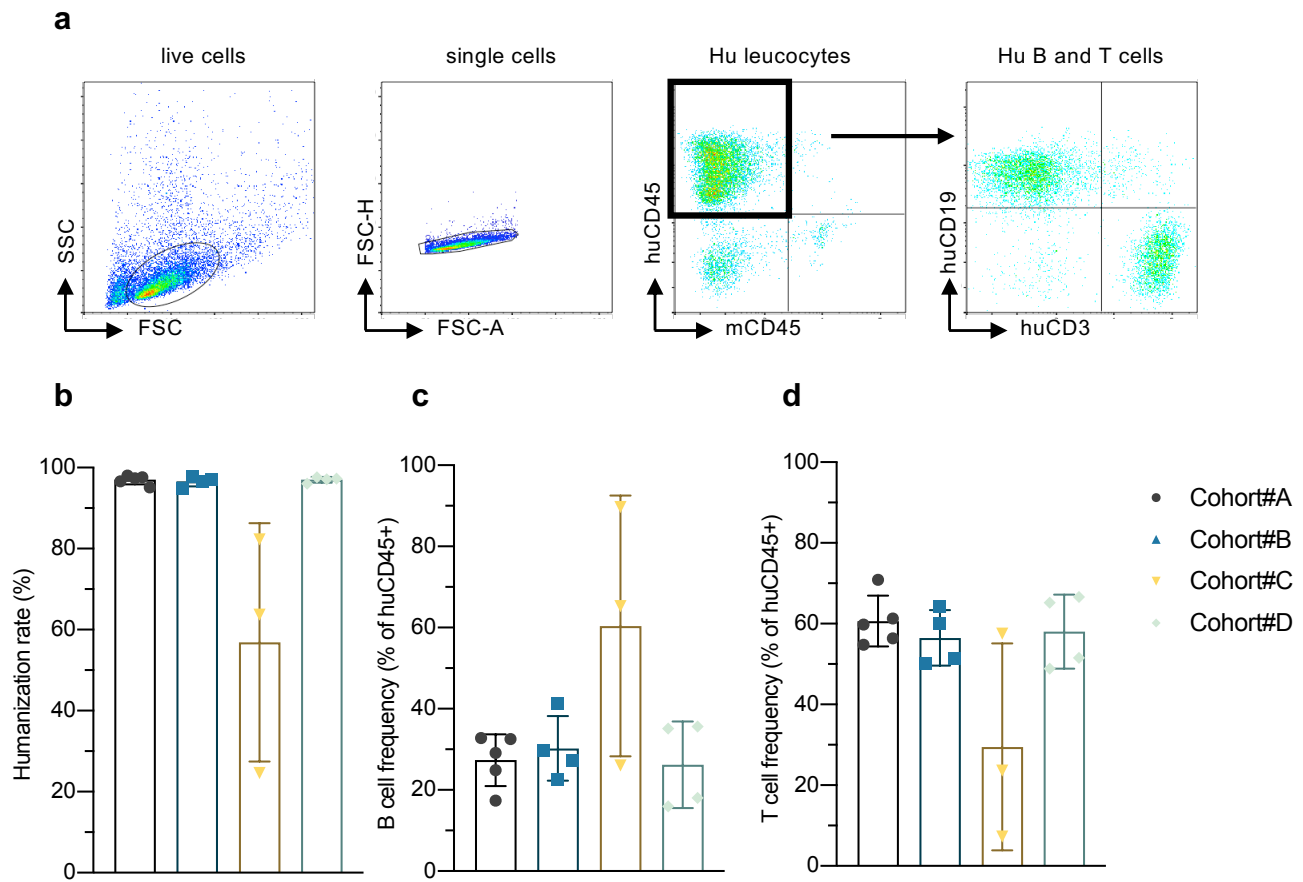 a
live cells
single cells
Hu leucocytes
Hu B and T cells
SSC
FSC
FSC-H
FSC-A
huCD45
mCD45
huCD19
huCD3
b
c
d
Humanization rate (%)
100
80
60
40
20
0
B cell frequency (% of huCD45+)
100
80
60
40
20
0
T cell frequency (% of huCD45+)
100
80
60
40
20
0
Cohort#A
Cohort#B
Cohort#C
Cohort#D